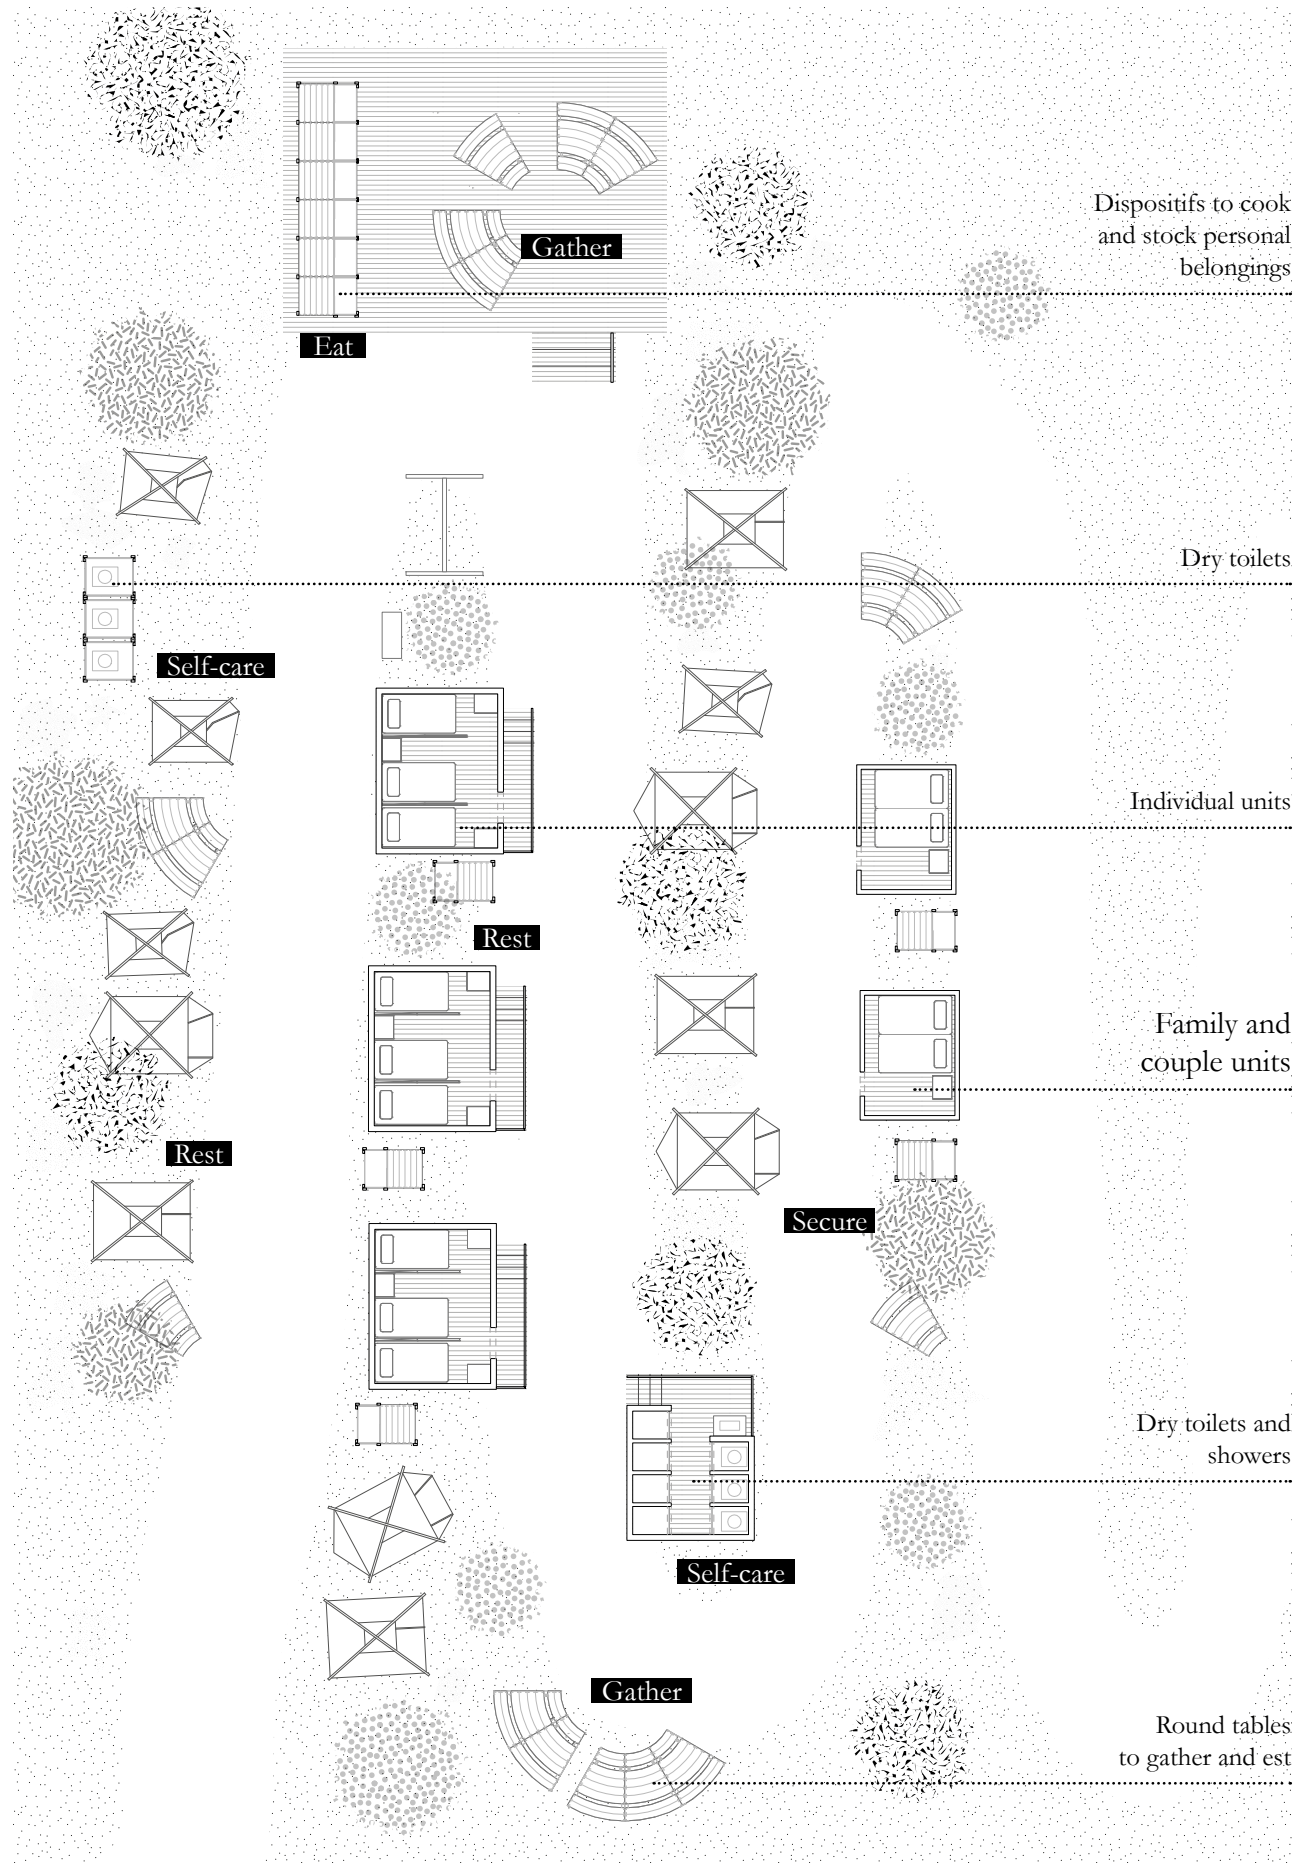 Dispositifs to cook
and stock personal
belongings
Gather
Eat
Dry toilets
Self-care
Individual units
Rest
Family and
couple units
Rest
Secure
Dry toilets and
showers
Self-care
Gather
Round tables
to gather and est